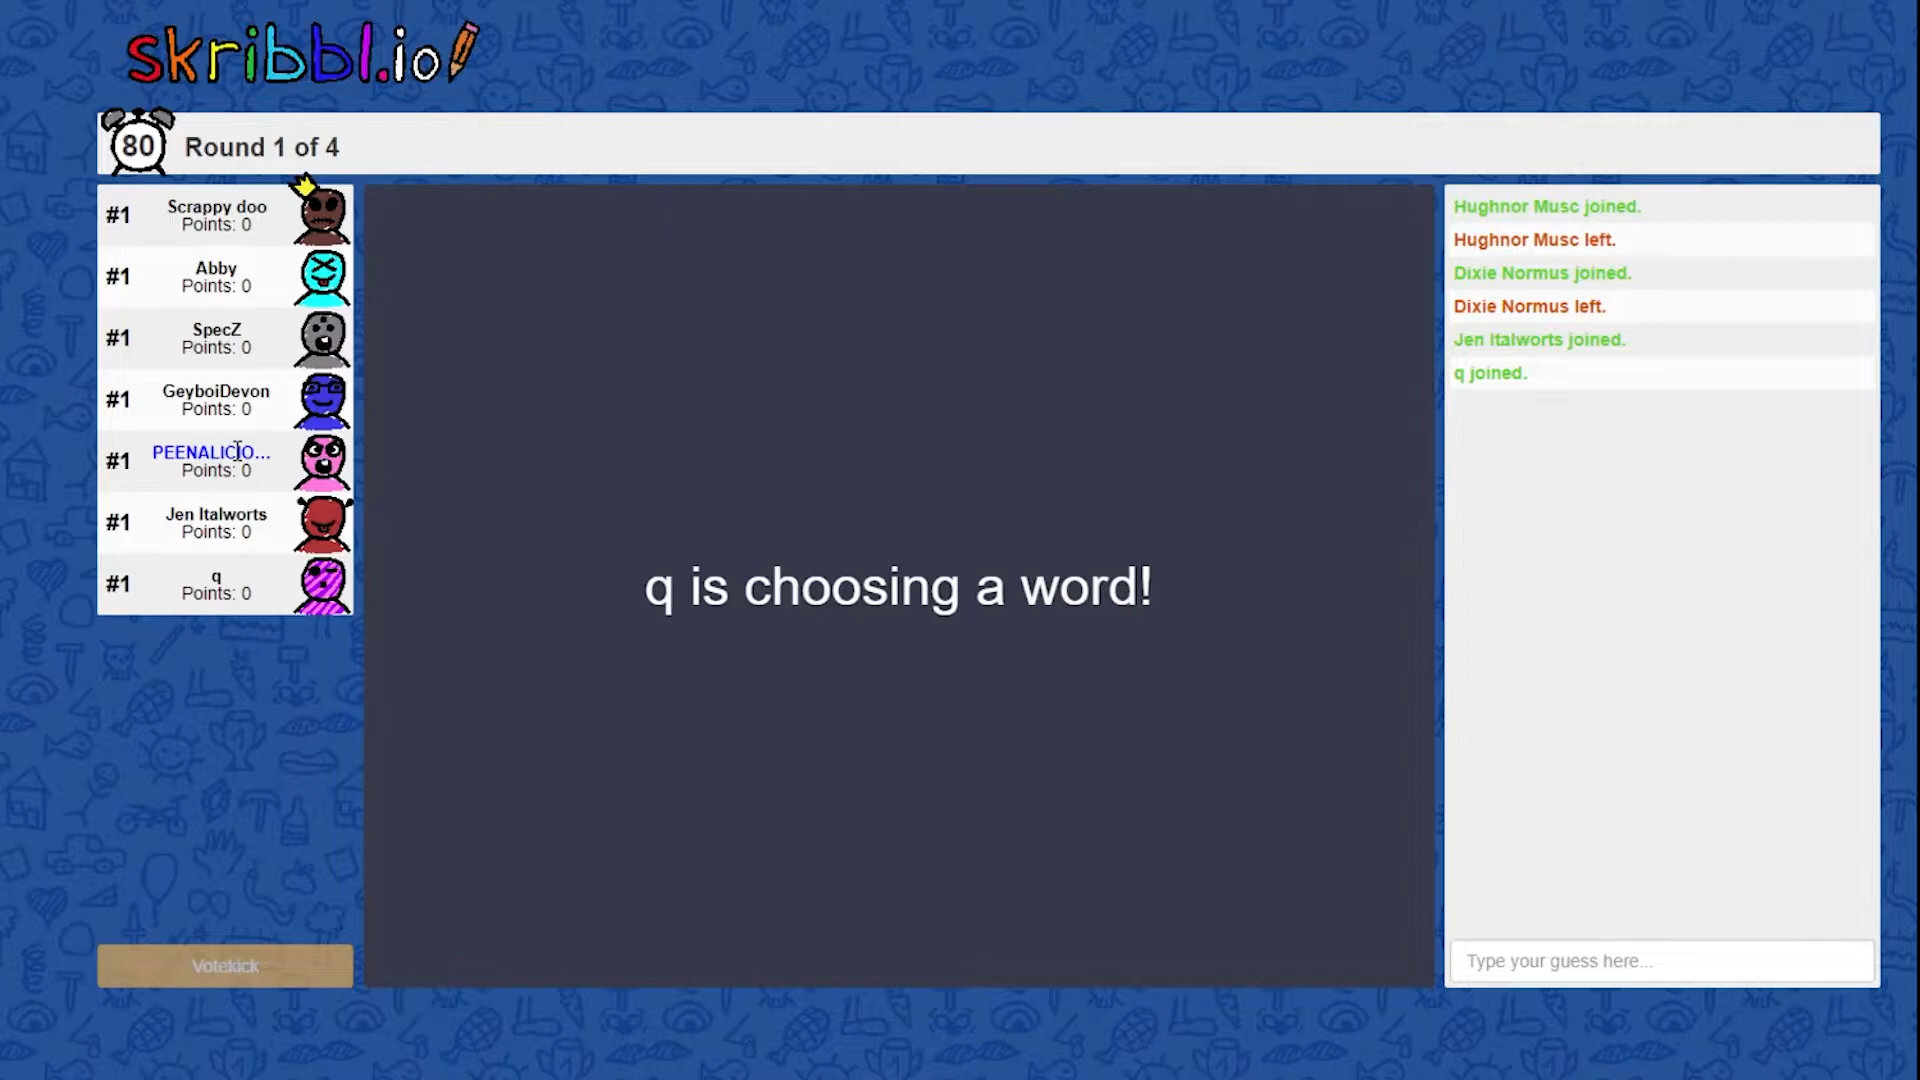 skribbl.io
80
Round 1 of 4
#1
Scrappy doo
Points: 0
#1
Abby
Points: 0
#1
SpecZ
Points: 0
#1
GeyboiDevon
Points: 0
#1
PEENALICIO...
Points: 0
#1
Jen Italworts
Points: 0
#1
q
Points: 0
Votekick
q is choosing a word!
Hughnor Musc joined.
Hughnor Musc left.
Dixie Normus joined.
Dixie Normus left.
Jen Italworts joined.
q joined.
Type your guess here...